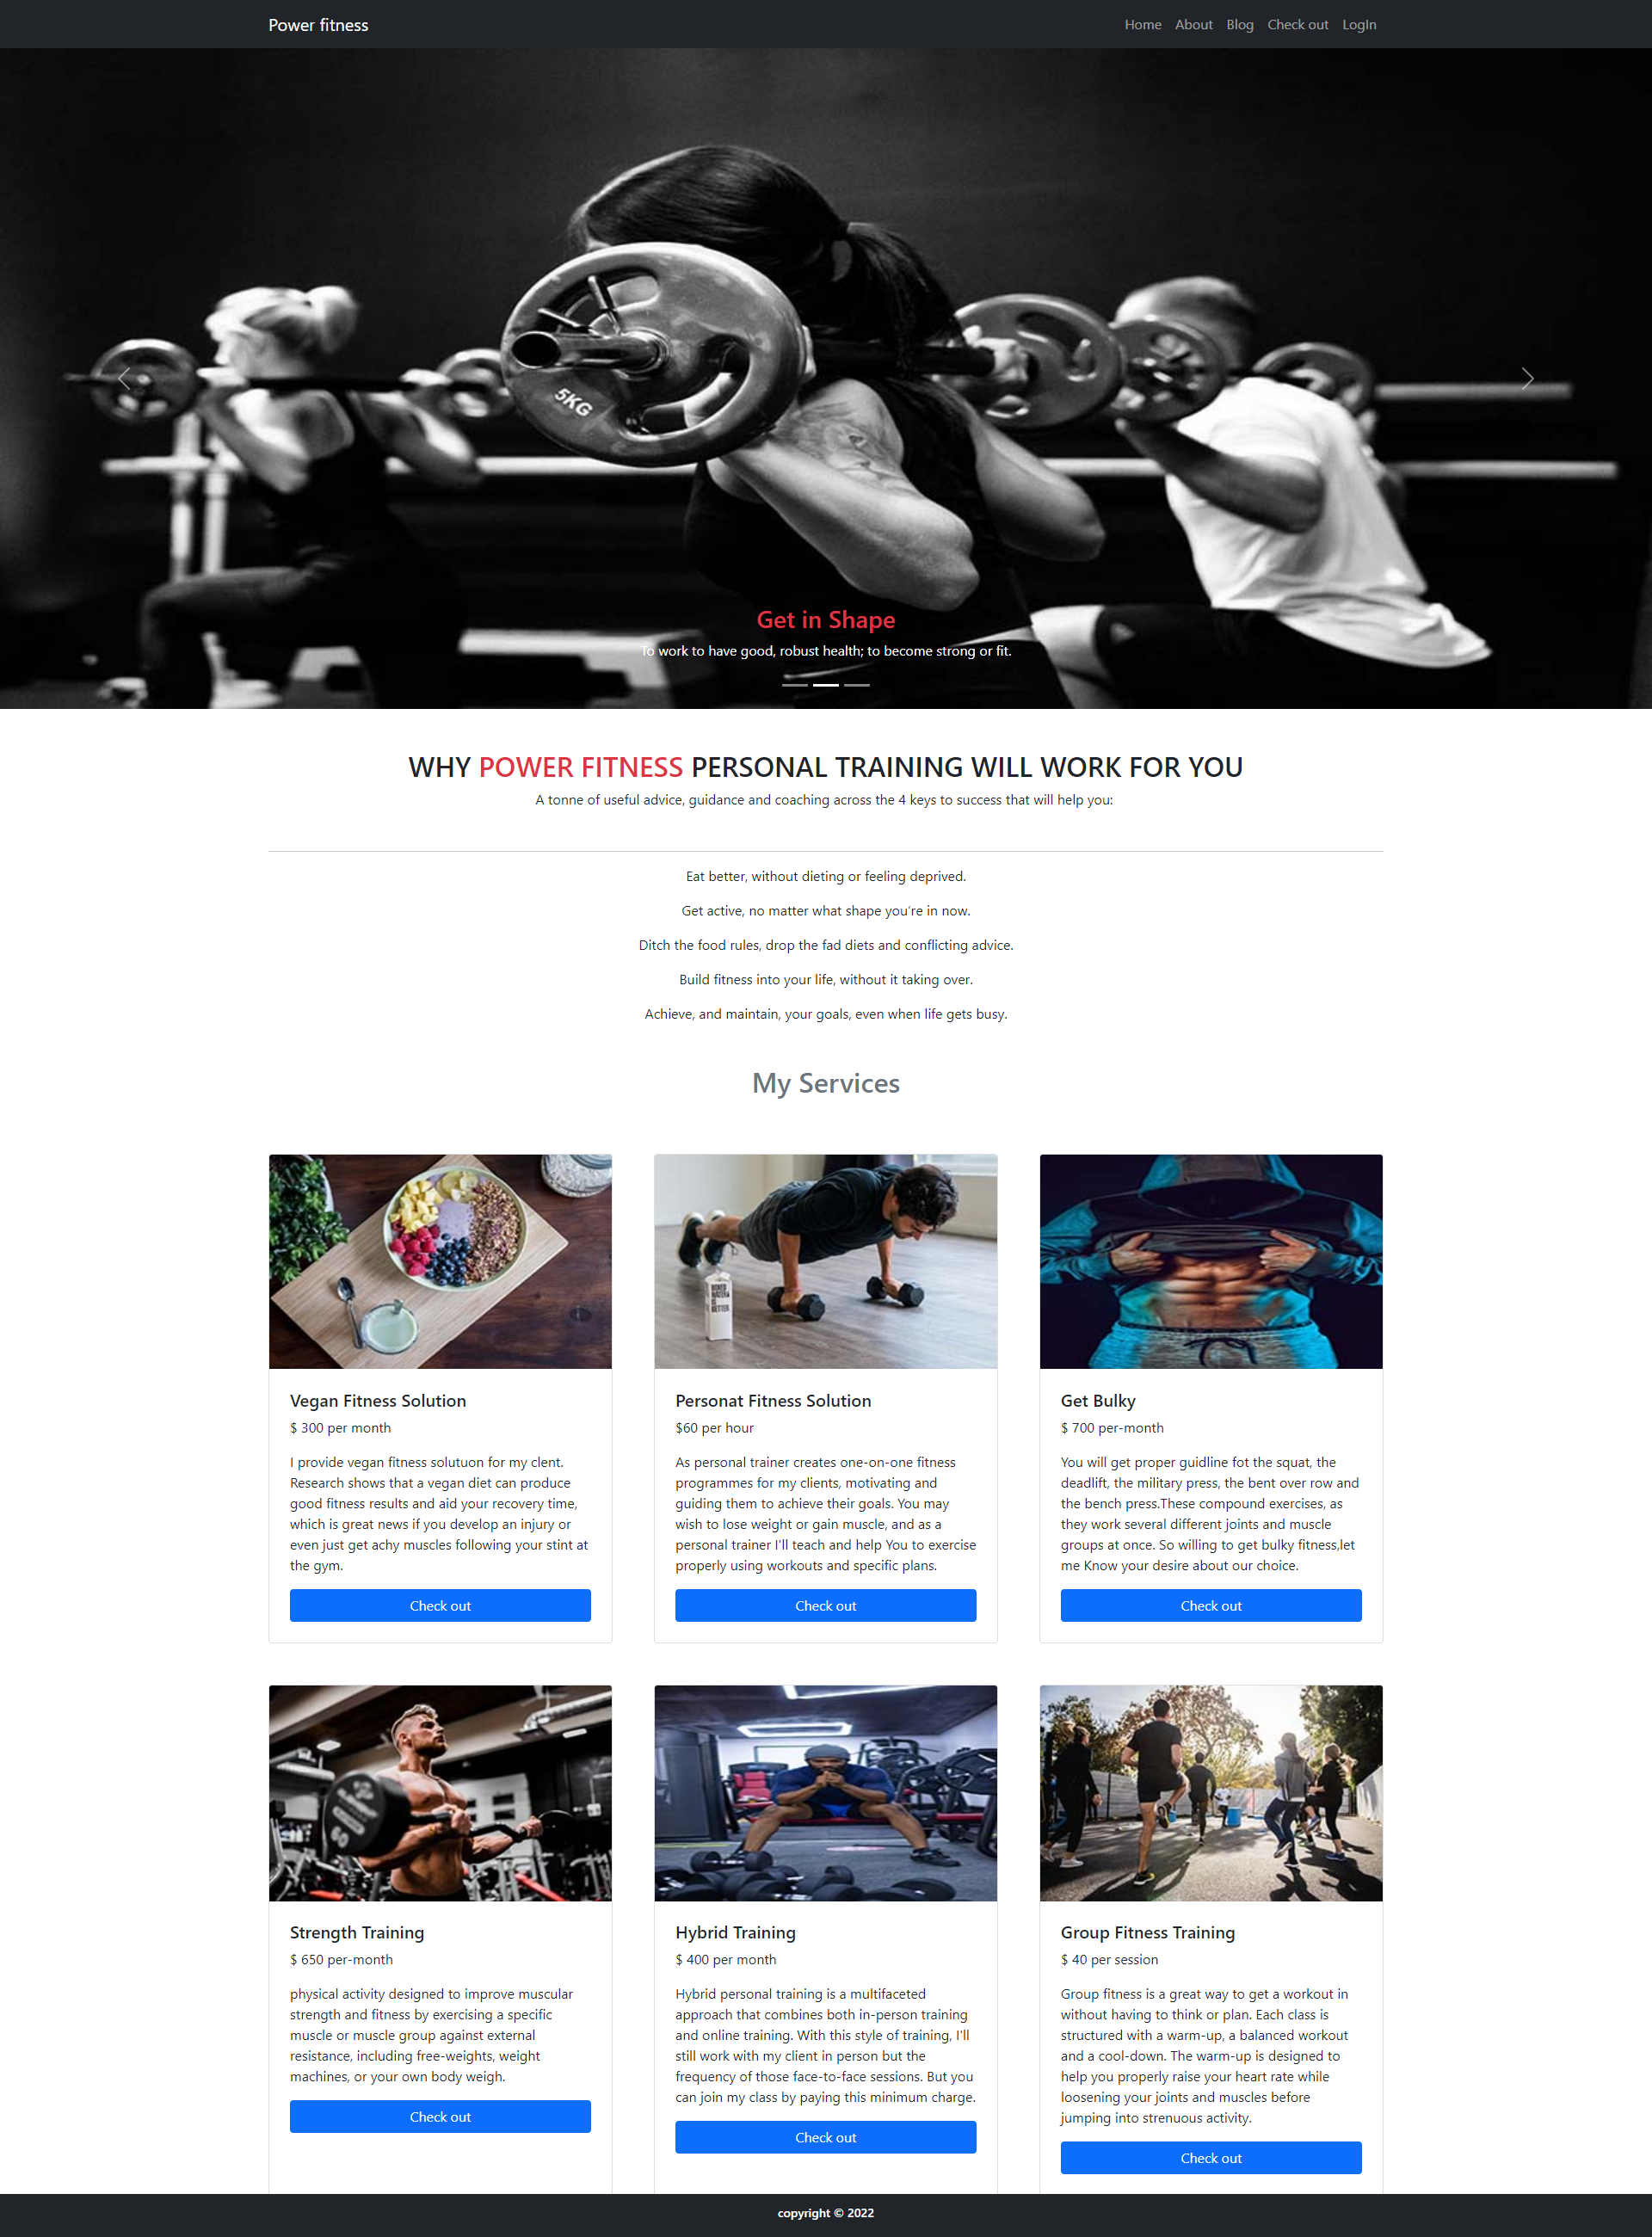 Power fitness
Home About Blog Check out LogIn
5KG
Get in Shape
To work to have good, robust health; to become strong or fit.
WHY POWER FITNESS PERSONAL TRAINING WILL WORK FOR YOU
A tonne of useful advice, guidance and coaching across the 4 keys to success that will help you:
Eat better, without dieting or feeling deprived.
Get active, no matter what shape you're in now.
Ditch the food rules, drop the fad diets and conflicting advice.
Build fitness into your life, without it taking over.
Achieve, and maintain, your goals, even when life gets busy.
My Services
BOXED
WATER
IS
BETTER.
Vegan Fitness Solution
$ 300 per month
I provide vegan fitness solutuon for my clent.
Research shows that a vegan diet can produce
good fitness results and aid your recovery time,
which is great news if you develop an injury or
even just get achy muscles following your stint at
the gym.
Check out
Personat Fitness Solution
$60 per hour
As personal trainer creates one-on-one fitness
programmes for my clients, motivating and
guiding them to achieve their goals. You may
wish to lose weight or gain muscle, and as a
personal trainer I'll teach and help You to exercise
properly using workouts and specific plans.
Check out
Get Bulky
$ 700 per-month
You will get proper guidline fot the squat, the
deadlift, the military press, the bent over row and
the bench press.These compound exercises, as
they work several different joints and muscle
groups at once. So willing to get bulky fitness,let
me Know your desire about our choice.
Check out
60
Strength Training
$ 650 per-month
physical activity designed to improve muscular
strength and fitness by exercising a specific
muscle or muscle group against external
resistance, including free-weights, weight
machines, or your own body weigh.
Check out
Hybrid Training
$ 400 per month
Hybrid personal training is a multifaceted
approach that combines both in-person training
and online training. With this style of training, I'll
still work with my client in person but the
frequency of those face-to-face sessions. But you
can join my class by paying this minimum charge.
Check out
Group Fitness Training
$ 40 per session
Group fitness is a great way to get a workout in
without having to think or plan. Each class is
structured with a warm-up, a balanced workout
and a cool-down. The warm-up is designed to
help you properly raise your heart rate while
loosening your joints and muscles before
jumping into strenuous activity.
Check out
copyright © 2022